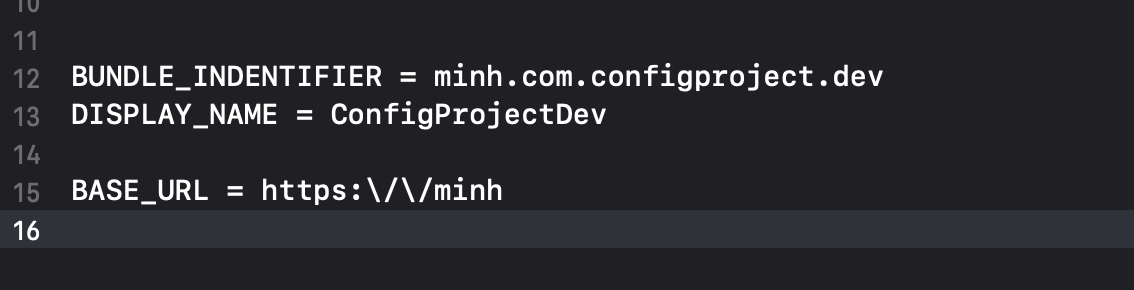 10
11
12 BUNDLE_INDENTIFIER = minh.com.configproject.dev
13 DISPLAY_NAME = ConfigProjectDev
14
15 BASE_URL = https:\/\/minh
16